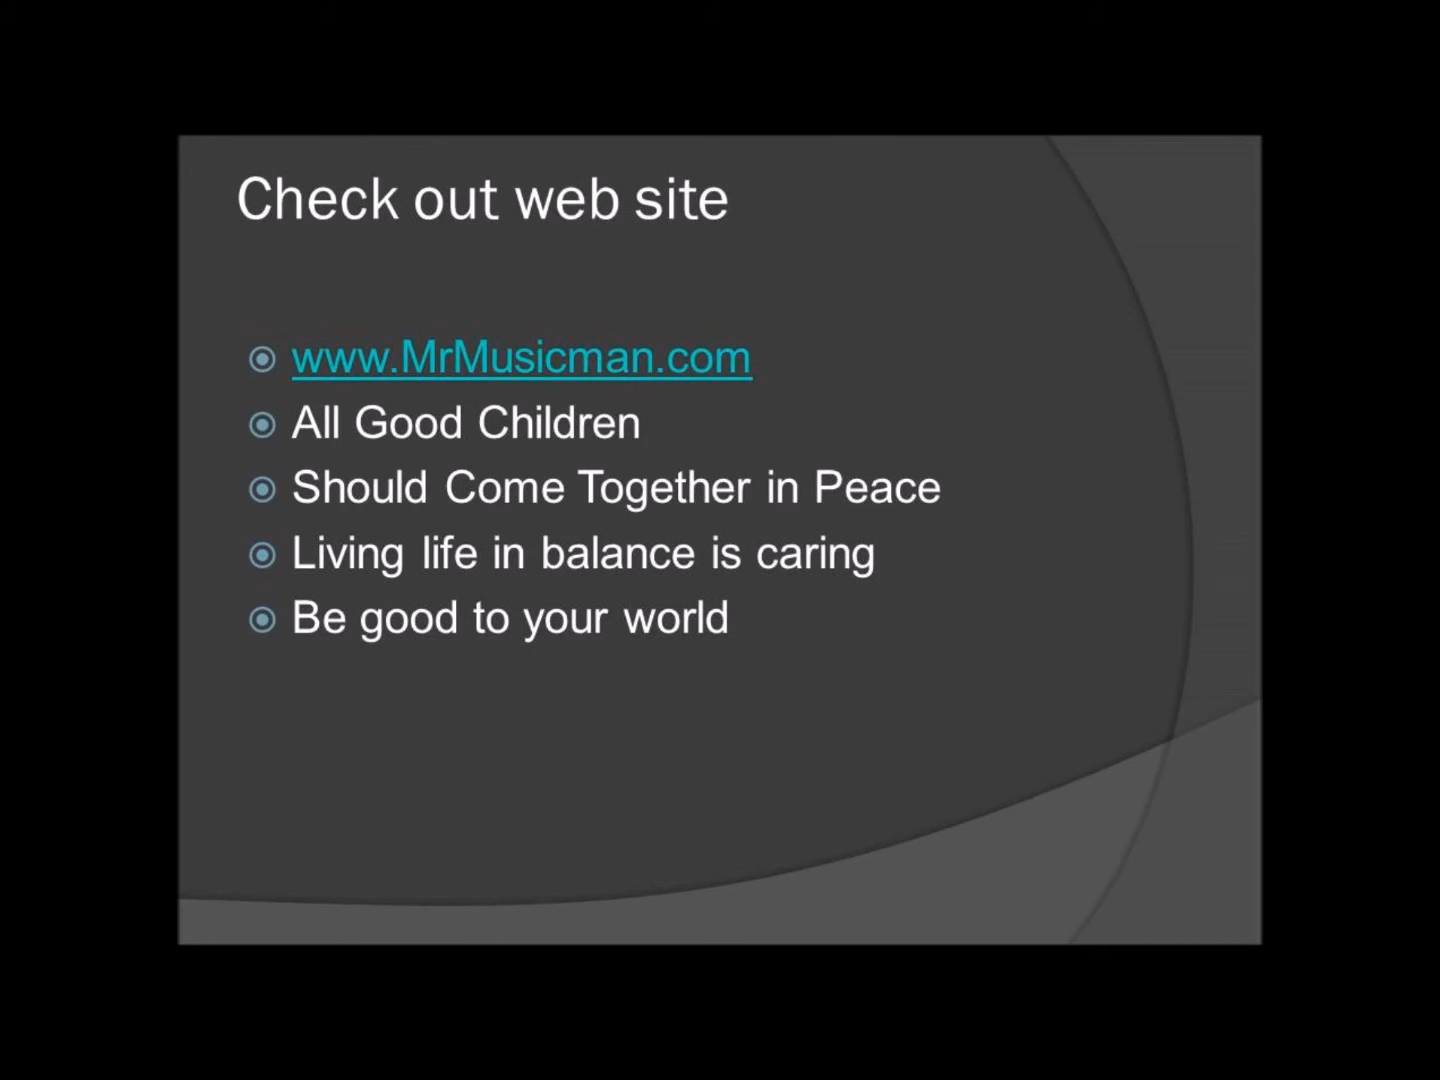 Check out web site
www.MrMusicman.com
All Good Children
Should Come Together in Peace
Living life in balance is caring
Be good to your world